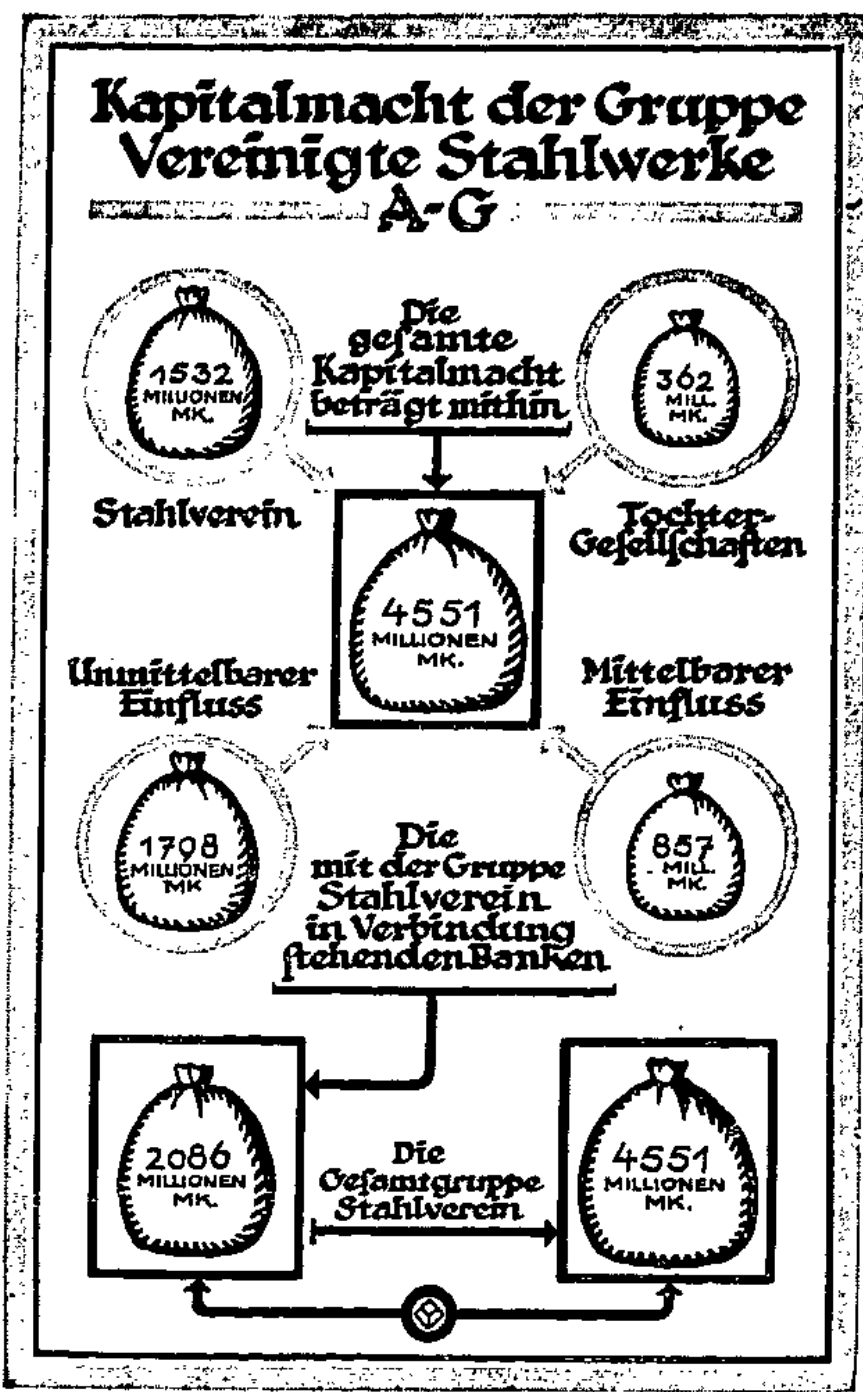 Kapitalmacht der Gruppe
Vereinigte Stahlwerke
A-G
Die
geſamte
Kapitalmacht
beträgt mithin
1532
MILLIONEN
MK.
Stahlverein
362
MILL.
MK.
Tochter-
Geſellſchaften
4551
MILLIONEN
MK.
Unmittelbarer
Einfluss
1798
MILLIONEN
MK
Mittelbarer
Einfluss
857
MILL.
MK.
Die
mit der Gruppe
Stahlverein
in Verbindung
ſtehenden Banken
2086
MILLIONEN
MK.
Die
Geſamtgruppe
Stahlverein
4551
MILLIONEN
MK.